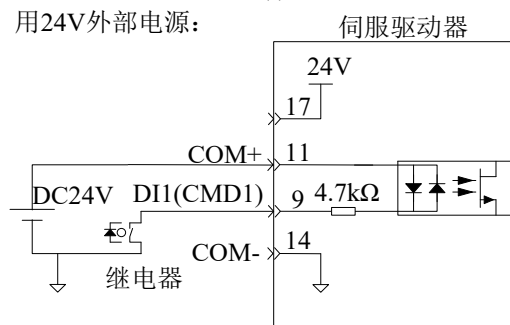 用24V外部电源：
伺服驱动器
24V
17
COM+ 11
DC24V DI1(CMD1) 9 4.7kΩ
COM- 14
继电器